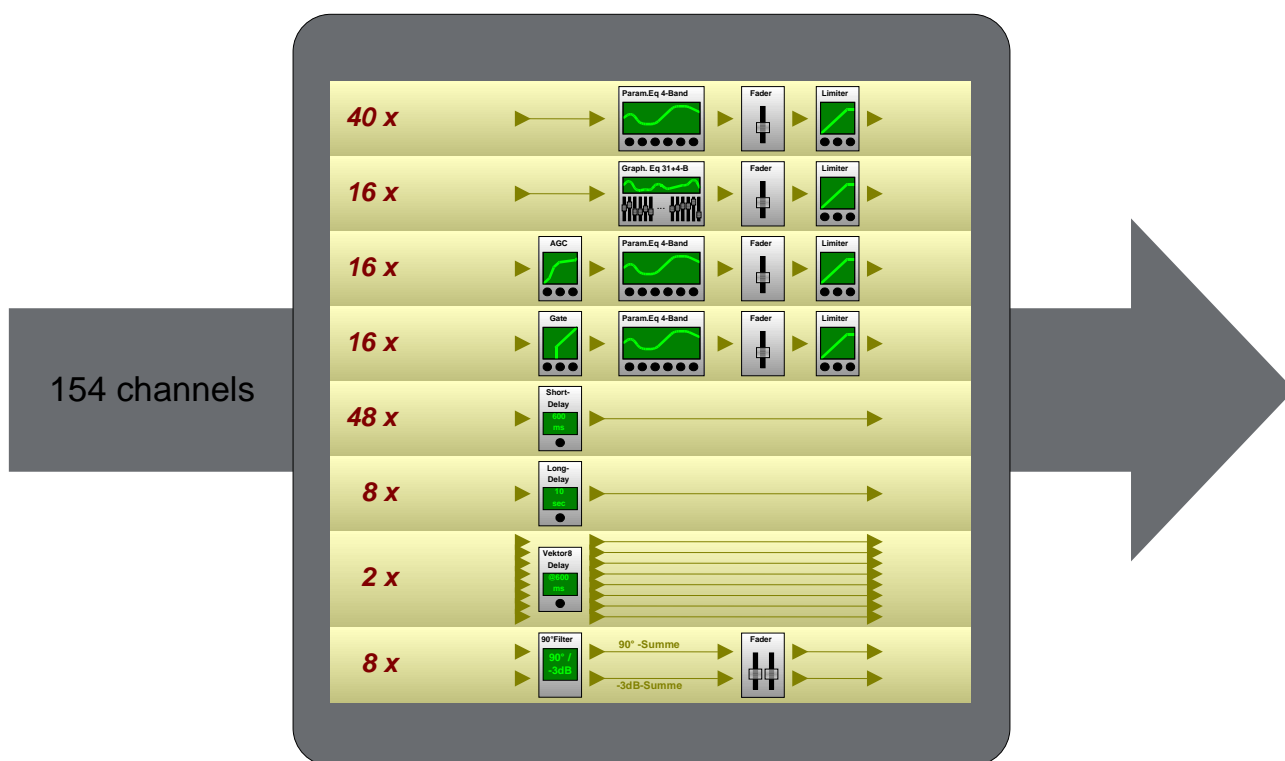 40 x
Param.Eq 4-Band
Fader
Limiter
16 x
Graph. Eq 31+4-B
...
Fader
Limiter
16 x
AGC
Param.Eq 4-Band
Fader
Limiter
16 x
Gate
Param.Eq 4-Band
Fader
Limiter
154 channels
48 x
Short-
Delay
600
ms
8 x
Long-
Delay
10
sec
2 x
Vektor8
Delay
@600
ms
8 x
90°Filter
90° /
-3dB
90° -Summe
-3dB-Summe
Fader